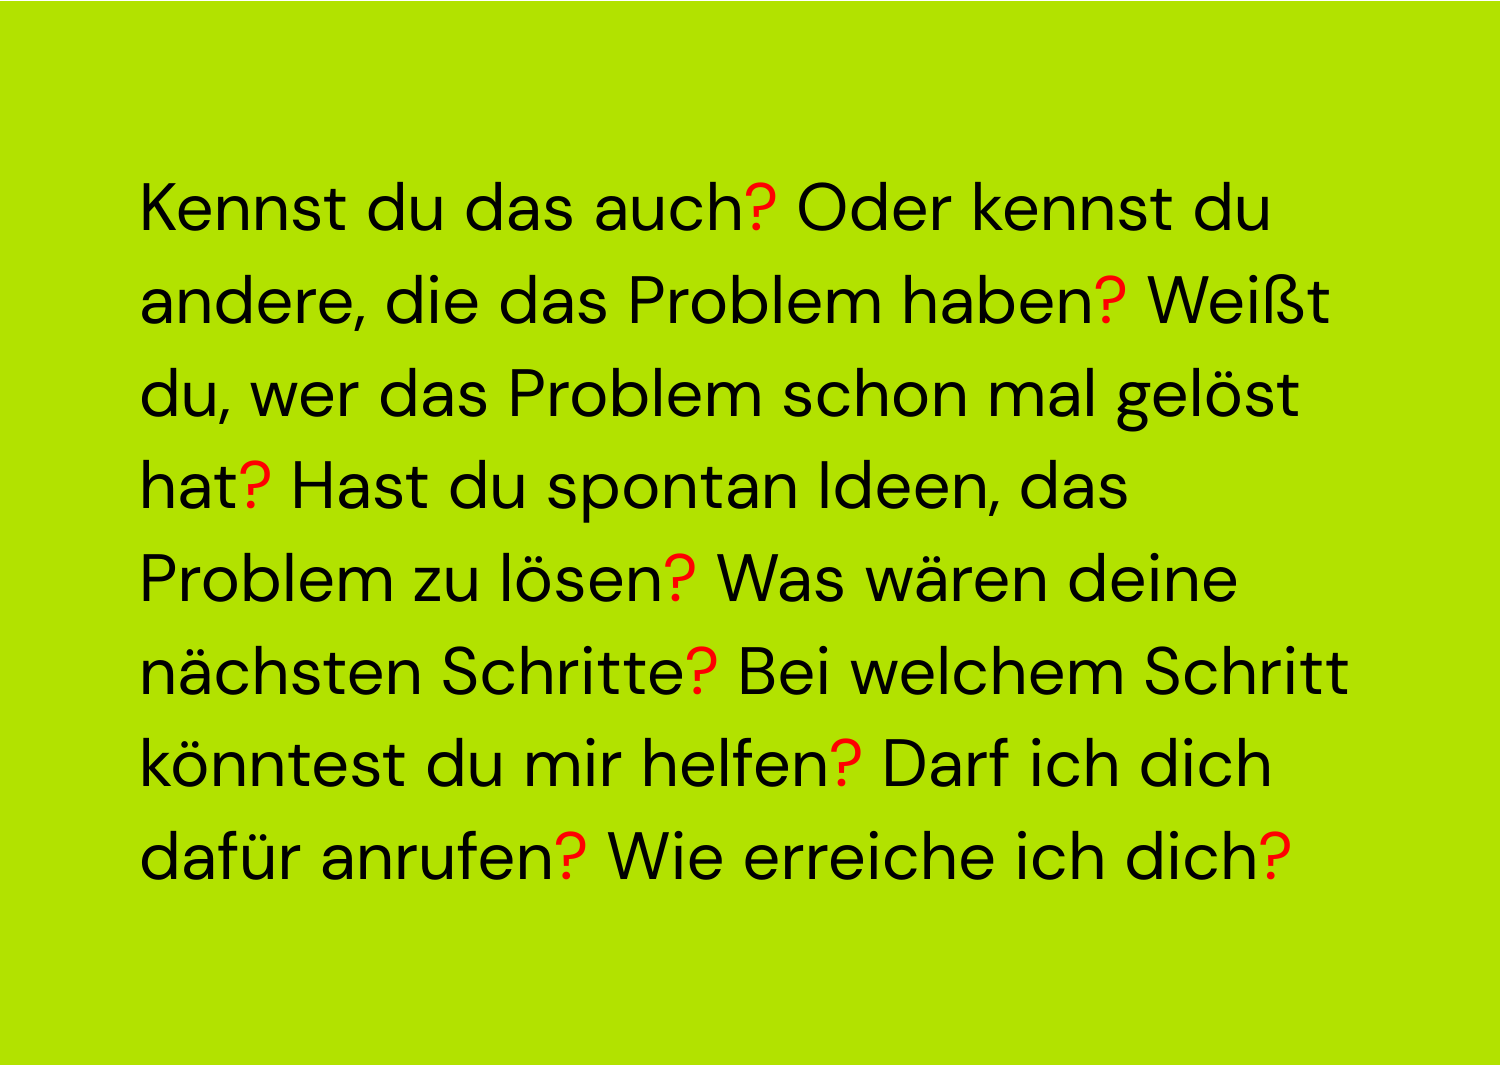 Kennst du das auch? Oder kennst du
andere, die das Problem haben? Weißt
du, wer das Problem schon mal gelöst
hat? Hast du spontan Ideen, das
Problem zu lösen? Was wären deine
nächsten Schritte? Bei welchem Schritt
könntest du mir helfen? Darf ich dich
dafür anrufen? Wie erreiche ich dich?